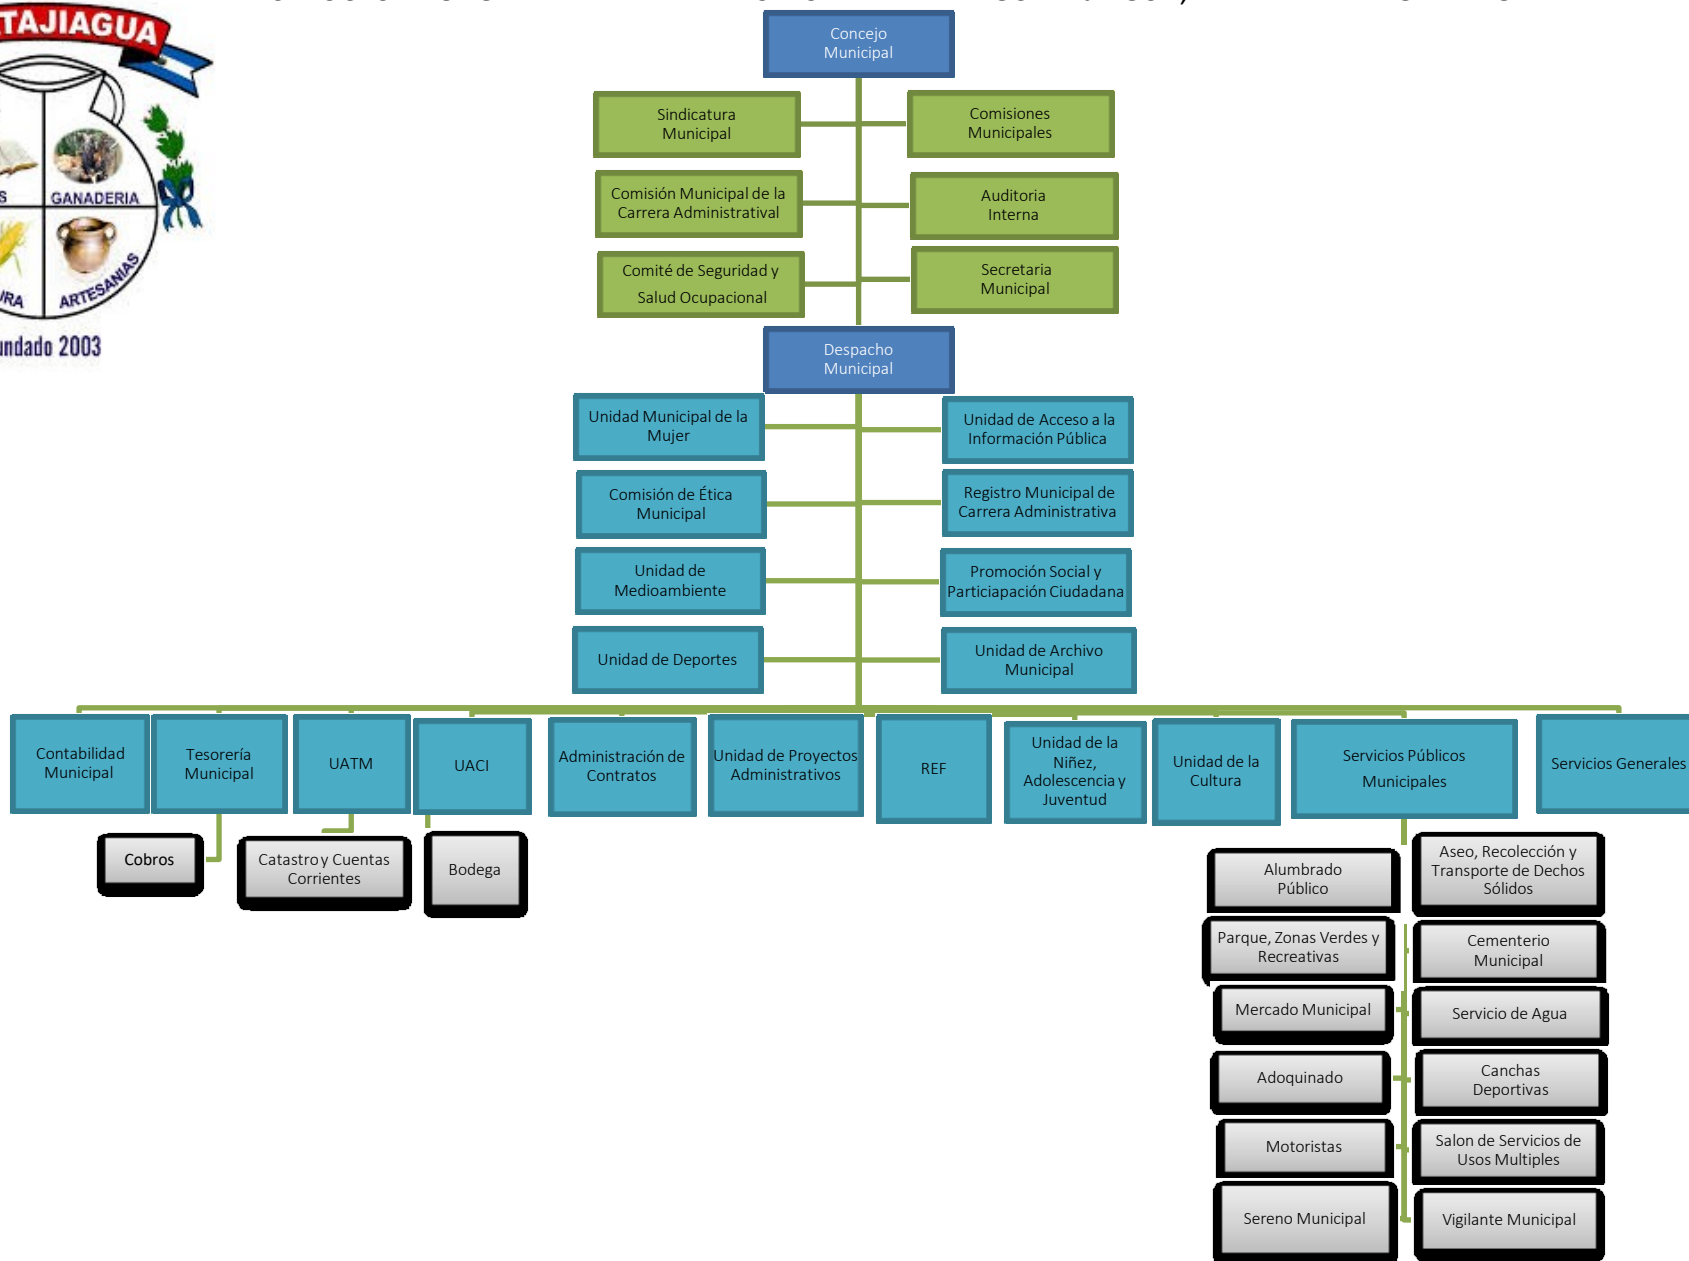 Concejo
Municipal
Sindicatura
Municipal
Comisiones
Municipales
Comisión Municipal de la
Carrera Administratival
Auditoria
Interna
Comité de Seguridad y
Salud Ocupacional
Secretaria
Municipal
GANADERIA
ARTESANIAS
2003
Despacho
Municipal
Unidad Municipal de la
Mujer
Unidad de Acceso a la
Información Pública
Comisión de Ética
Municipal
Registro Municipal de
Carrera Administrativa
Unidad de
Medioambiente
Promoción Social y
Particiapación Ciudadana
Unidad de Deportes
Unidad de Archivo
Municipal
Contabilidad
Municipal
Tesorería
Municipal
UATM
UACI
Administración de
Contratos
Unidad de Proyectos
Administrativos
REF
Unidad de la
Niñez,
Adolescencia y
Juventud
Unidad de la
Cultura
Servicios Públicos
Municipales
Servicios Generales
Cobros
Catastro y Cuentas
Corrientes
Bodega
Alumbrado
Público
Aseo, Recolección y
Transporte de Dechos
Sólidos
Parque, Zonas Verdes y
Recreativas
Cementerio
Municipal
Mercado Municipal
Servicio de Agua
Adoquinado
Canchas
Deportivas
Motoristas
Salon de Servicios de
Usos Multiples
Sereno Municipal
Vigilante Municipal